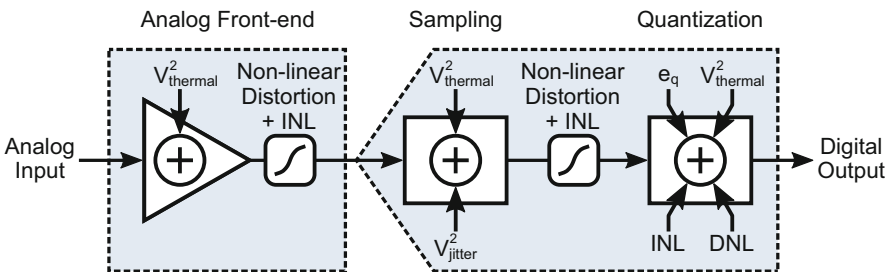 Analog Front-end
Sampling
Quantization
V²thermal
Non-linear
Distortion
+ INL
V²thermal
Non-linear
Distortion
+ INL
eq
V²thermal
Analog
Input
Digital
Output
V²jitter
INL
DNL